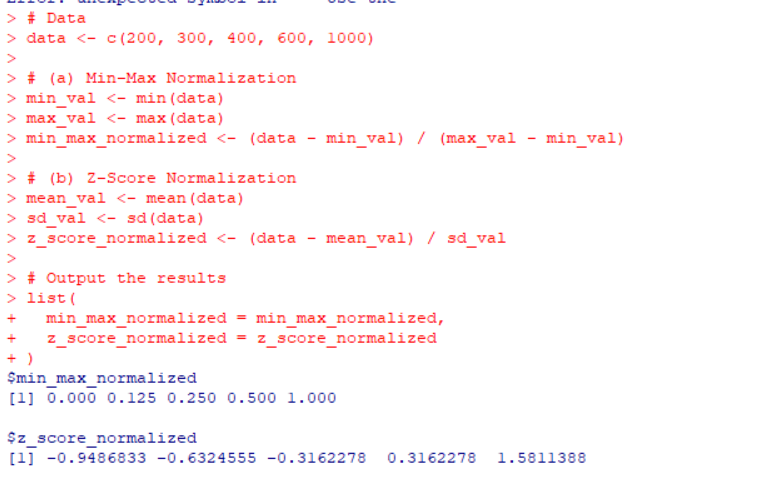 Error: unexpected symbol in "Use the"
> # Data
> data <- c(200, 300, 400, 600, 1000)
>
> # (a) Min-Max Normalization
> min_val <- min(data)
> max_val <- max(data)
> min_max_normalized <- (data - min_val) / (max_val - min_val)
>
> # (b) Z-Score Normalization
> mean_val <- mean(data)
> sd_val <- sd(data)
> z_score_normalized <- (data - mean_val) / sd_val
>
> # Output the results
> list(
+   min_max_normalized = min_max_normalized,
+   z_score_normalized = z_score_normalized
+ )
$min_max_normalized
[1] 0.000 0.125 0.250 0.500 1.000

$z_score_normalized
[1] -0.9486833 -0.6324555 -0.3162278  0.3162278  1.5811388